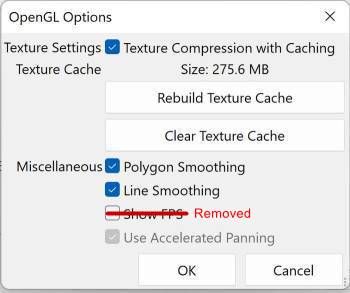 OpenGL Options
Texture Settings Texture Compression with Caching
Texture Cache Size: 275.6 MB
Rebuild Texture Cache
Clear Texture Cache
Miscellaneous Polygon Smoothing
Line Smoothing
Show FPS Removed
Use Accelerated Panning
OK Cancel